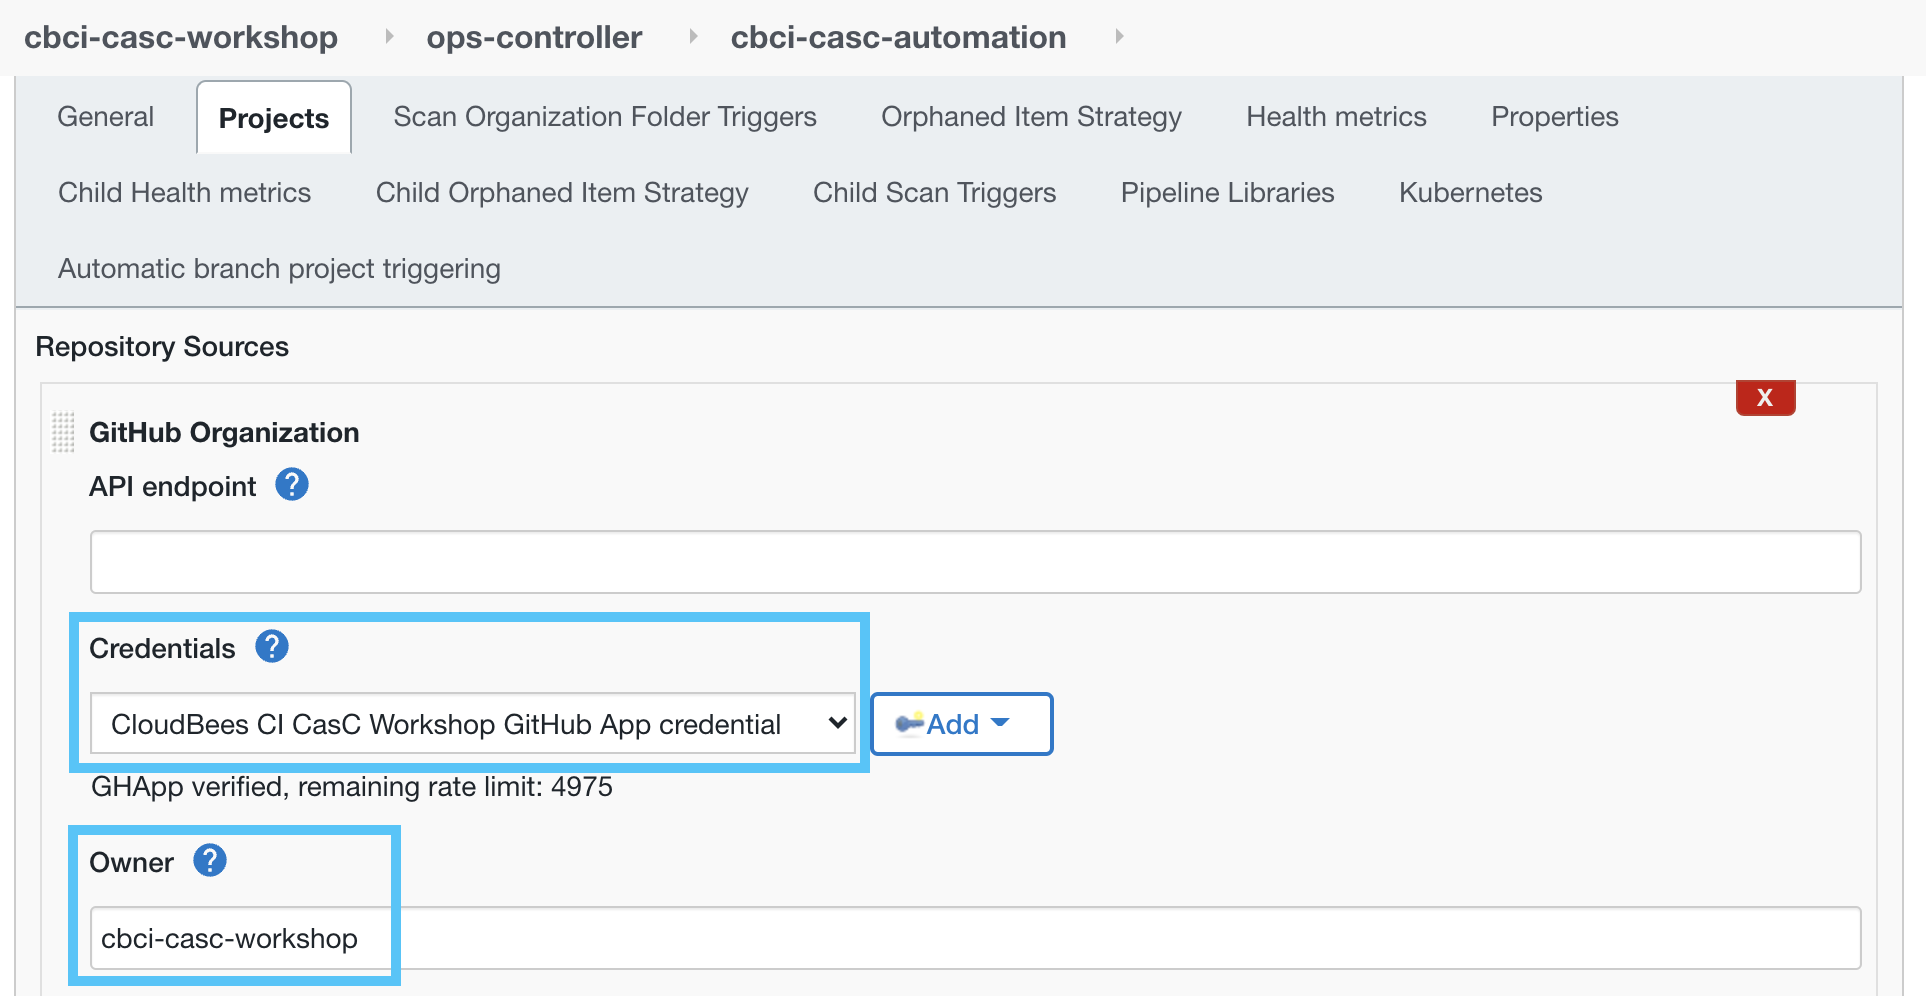 cbci-casc-workshop ops-controller cbci-casc-automation
General Projects Scan Organization Folder Triggers Orphaned Item Strategy Health metrics Properties
Child Health metrics Child Orphaned Item Strategy Child Scan Triggers Pipeline Libraries Kubernetes
Automatic branch project triggering
Repository Sources
X
GitHub Organization
API endpoint ?
Credentials ?
CloudBees CI CasC Workshop GitHub App credential Add
GHApp verified, remaining rate limit: 4975
Owner ?
cbci-casc-workshop